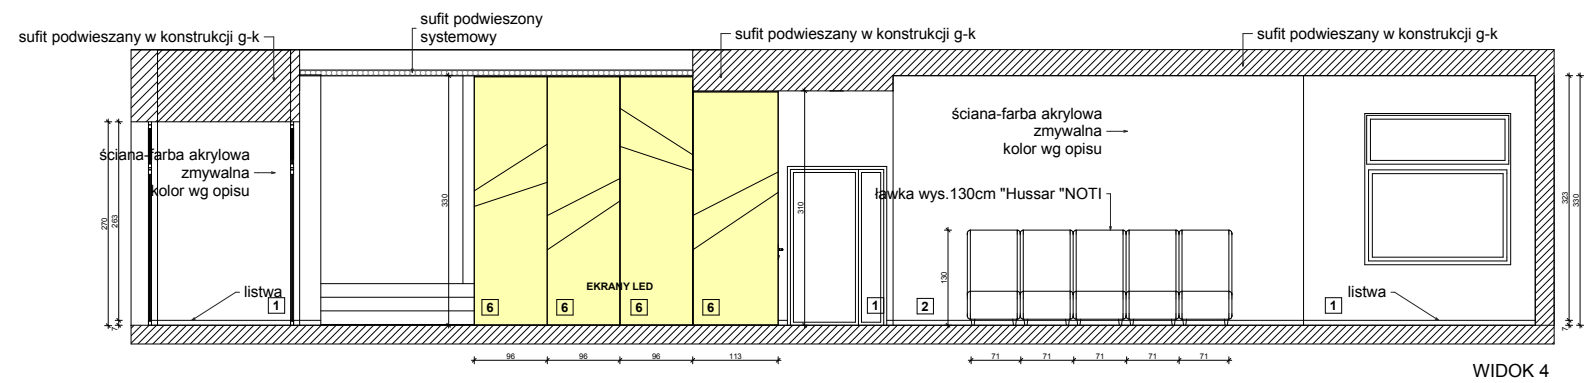 sufit podwieszany w konstrukcji g-k
sufit podwieszony
systemowy
sufit podwieszany w konstrukcji g-k
sufit podwieszany w konstrukcji g-k
ściana-farba akrylowa
zmywalna
kolor wg opisu
ściana-farba akrylowa
zmywalna
kolor wg opisu
ławka wys.130cm "Hussar "NOTI
270
263
7
330
310
130
323
330
7
listwa
1
EKRANY LED
6
6
6
6
1
2
1
listwa
96
96
96
113
71
71
71
71
71
WIDOK 4